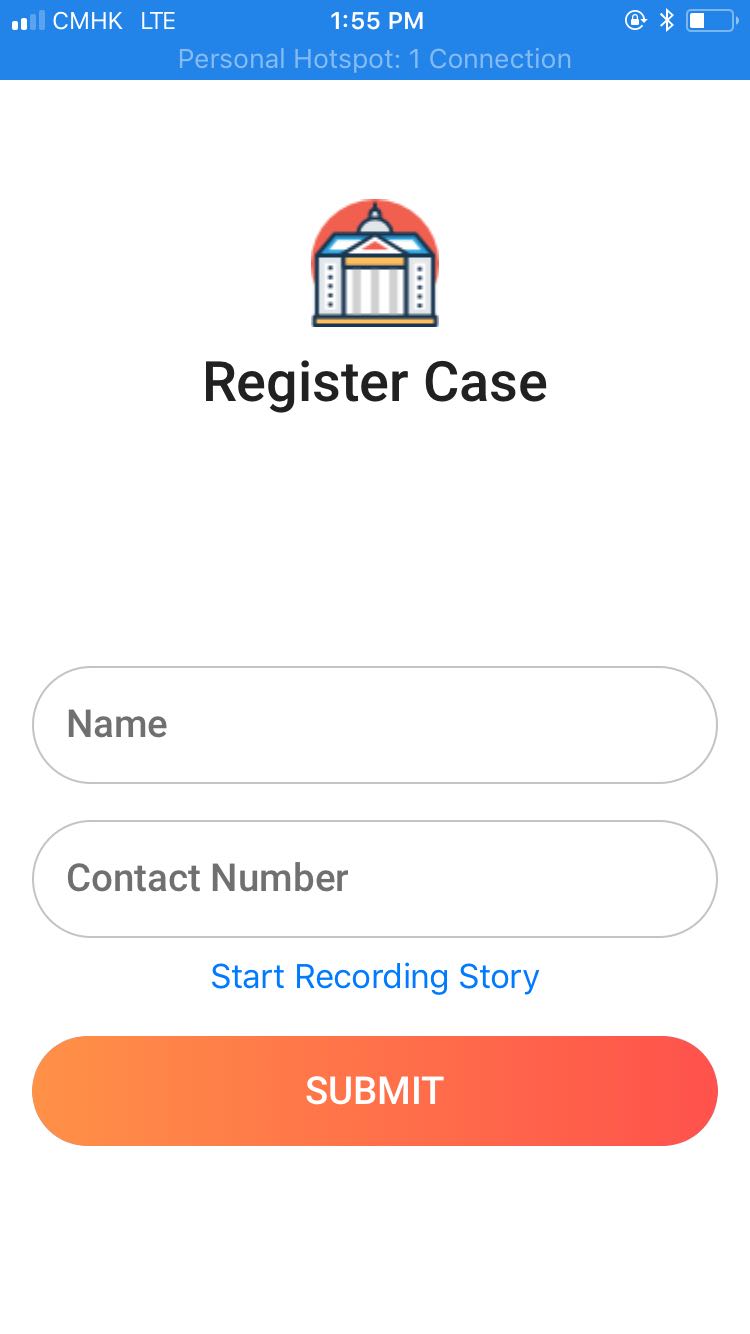 CMHK LTE 1:55 PM
Personal Hotspot: 1 Connection
Register Case
Name
Contact Number
Start Recording Story
SUBMIT